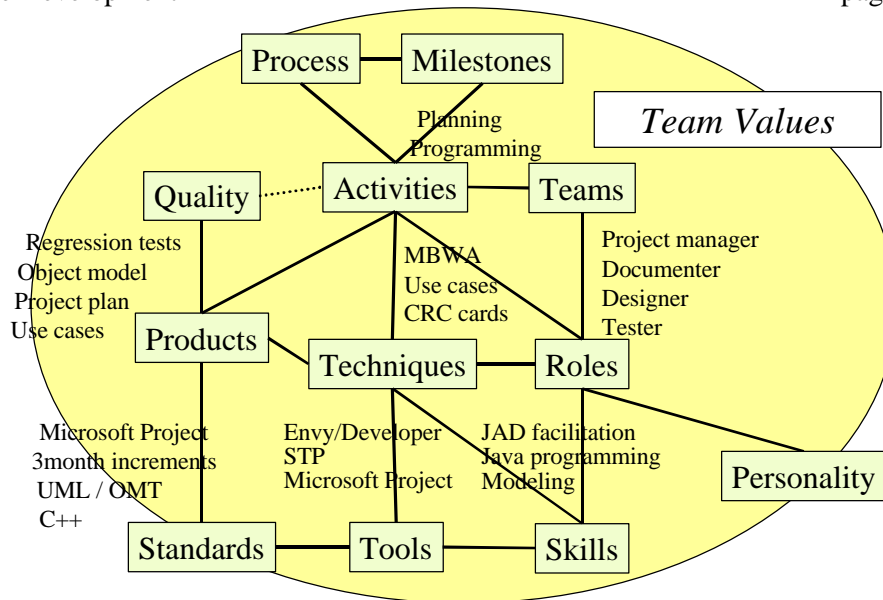 Process
Milestones
Planning
Programming
Team Values
Quality
Activities
Teams
Regression tests
Object model
Project plan
Use cases
MBWA
Use cases
CRC cards
Project manager
Documenter
Designer
Tester
Products
Techniques
Roles
Microsoft Project
3month increments
UML / OMT
C++
Envy/Developer
STP
Microsoft Project
JAD facilitation
Java programming
Modeling
Personality
Standards
Tools
Skills